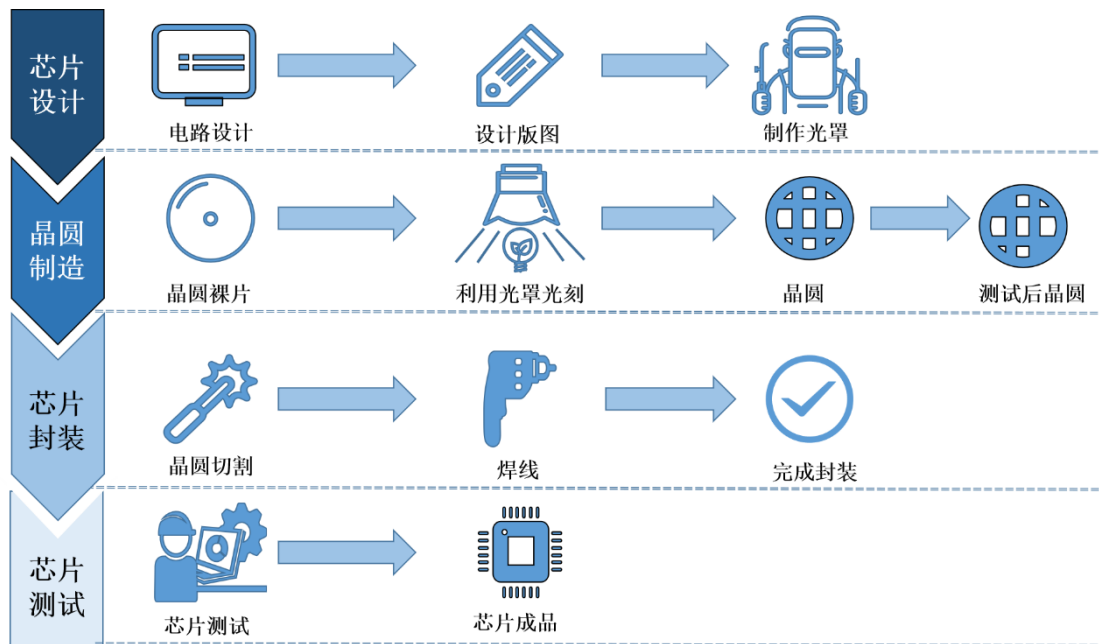 芯片
设计
电路设计
设计版图
制作光罩
晶圆
制造
晶圆裸片
利用光罩光刻
晶圆
测试后晶圆
芯片
封装
晶圆切割
焊线
完成封装
芯片
测试
芯片测试
芯片成品